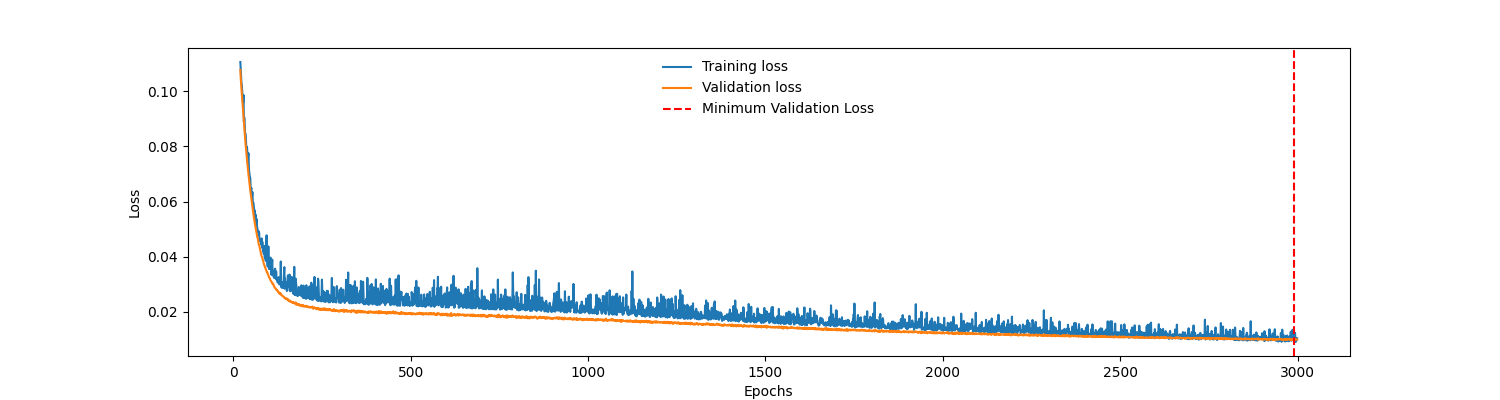 Training loss
Validation loss
Minimum Validation Loss
0.10
0.08
0.06
0.04
0.02
Loss
0 500 1000 1500 2000 2500 3000
Epochs